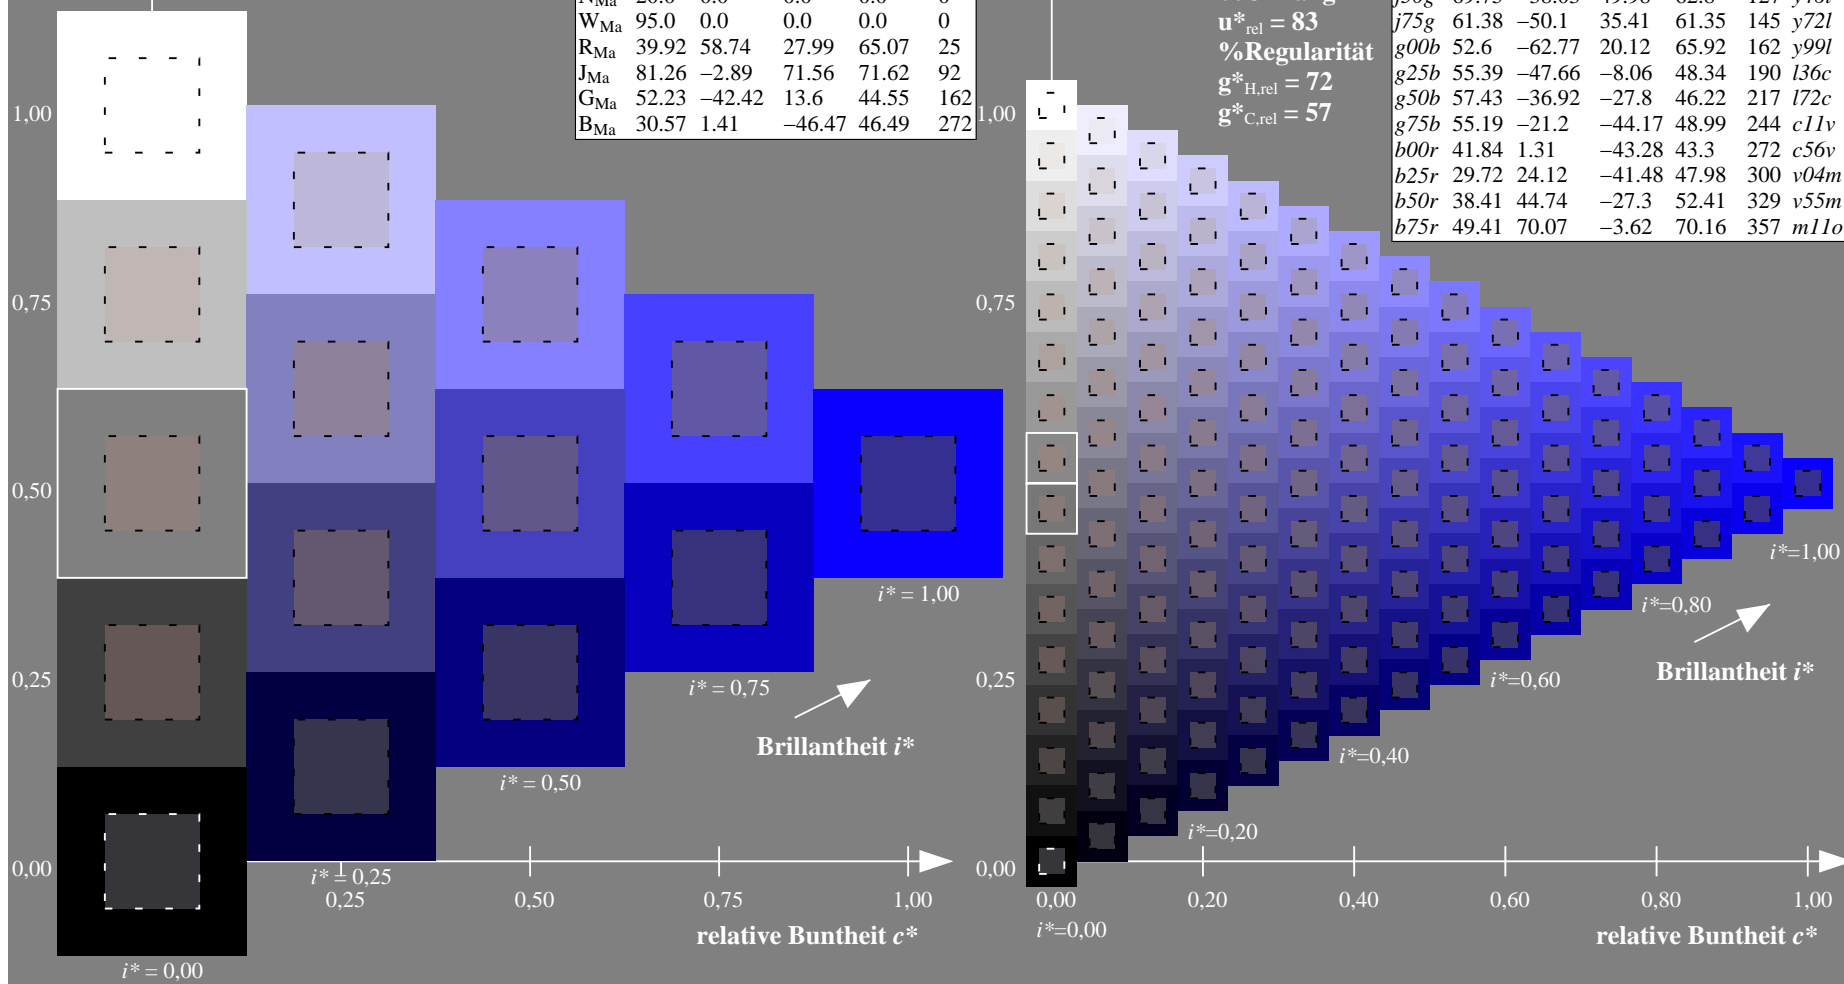 W_Ma 95.0 0.0 0.0 0.0 0
R_Ma 39.92 58.74 27.99 65.07 25
J_Ma 81.26 −2.89 71.56 71.62 92
G_Ma 52.23 −42.42 13.6 44.55 162
B_Ma 30.57 1.41 −46.47 46.49 272
u*rel = 83
%Regularität
g*H,rel = 72
g*C,rel = 57
j75g 61.38 −50.1 35.41 61.35 145 y72l
g00b 52.6 −62.77 20.12 65.92 162 y99l
g25b 55.39 −47.66 −8.06 48.34 190 l36c
g50b 57.43 −36.92 −27.8 46.22 217 l72c
g75b 55.19 −21.2 −44.17 48.99 244 c11v
b00r 41.84 1.31 −43.28 43.3 272 c56v
b25r 29.72 24.12 −41.48 47.98 300 v04m
b50r 38.41 44.74 −27.3 52.41 329 v55m
b75r 49.41 70.07 −3.62 70.16 357 m11o
1,00
0,75
0,50
0,25
0,00
i* = 1,00
i* = 0,75
Brillantheit i*
i* = 0,50
i* = 0,25
0,25 0,50 0,75 1,00
relative Buntheit c*
i* = 0,00
1,00
0,75
0,50
0,25
0,00
i*=1,00
i*=0,80
Brillantheit i*
i*=0,60
i*=0,40
i*=0,20
0,00 0,20 0,40 0,60 0,80 1,00
i*=0,00
relative Buntheit c*